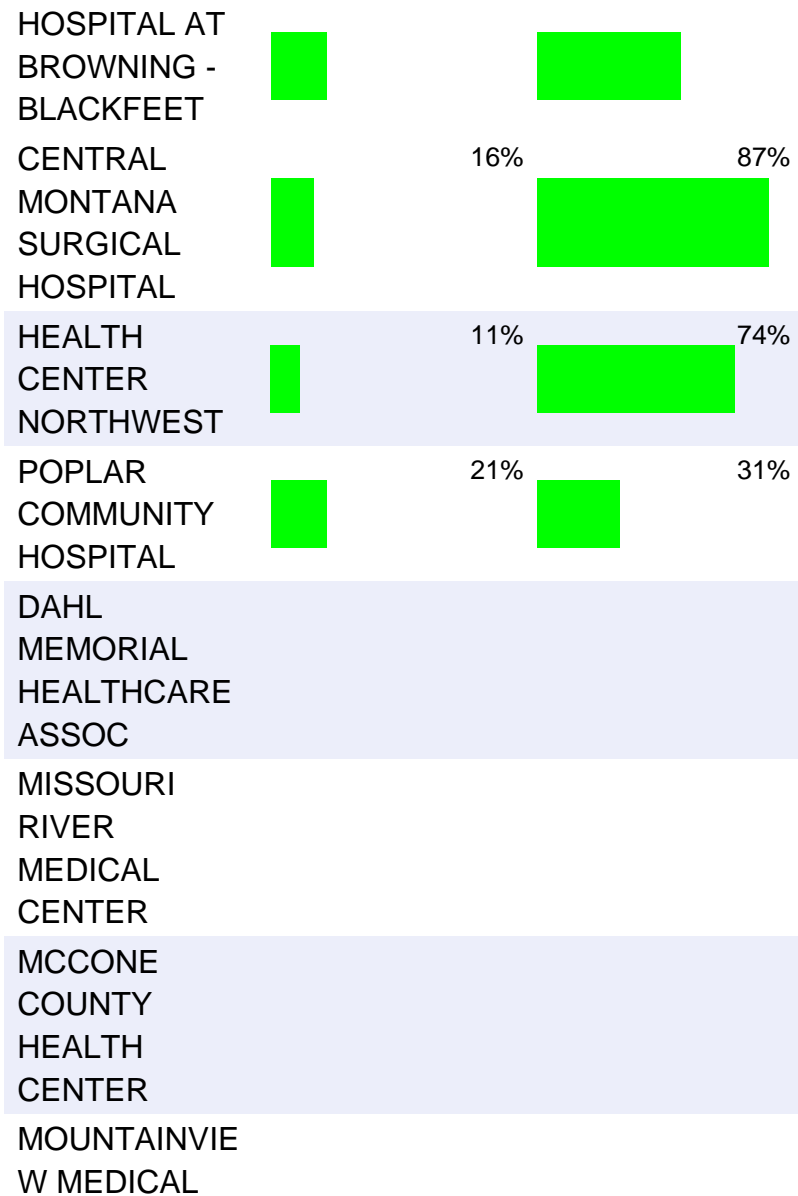 HOSPITAL AT
BROWNING -
BLACKFEET
CENTRAL 16% 87%
MONTANA
SURGICAL
HOSPITAL
HEALTH 11% 74%
CENTER
NORTHWEST
POPLAR 21% 31%
COMMUNITY
HOSPITAL
DAHL
MEMORIAL
HEALTHCARE
ASSOC
MISSOURI
RIVER
MEDICAL
CENTER
MCCONE
COUNTY
HEALTH
CENTER
MOUNTAINVIE
W MEDICAL